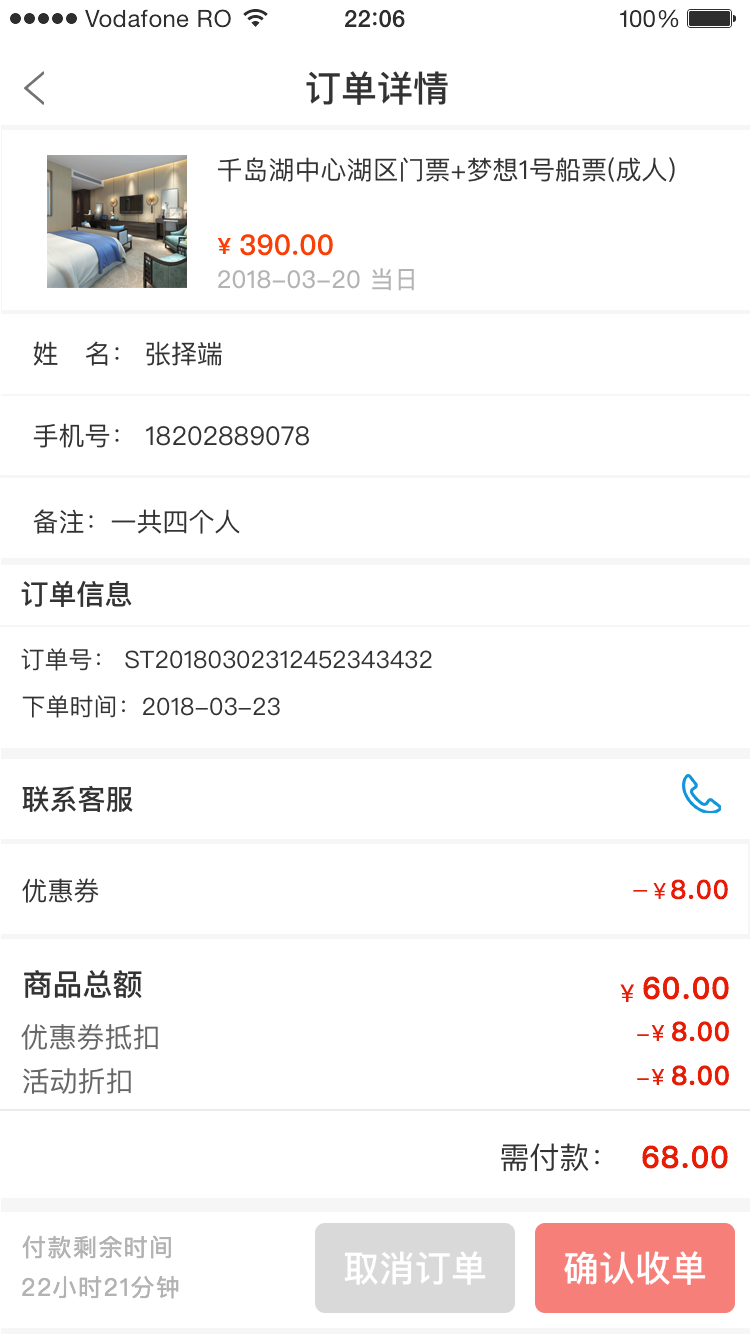 Vodafone RO 22:06 100%
订单详情
千岛湖中心湖区门票+梦想1号船票(成人)
¥ 390.00
2018-03-20 当日
姓 名： 张择端
手机号： 18202889078
备注：一共四个人
订单信息
订单号： ST20180302312452343432
下单时间：2018-03-23
联系客服
优惠券 -¥8.00
商品总额 ¥ 60.00
优惠券抵扣 -¥8.00
活动折扣 -¥8.00
需付款： 68.00
付款剩余时间
22小时21分钟
取消订单 确认收单